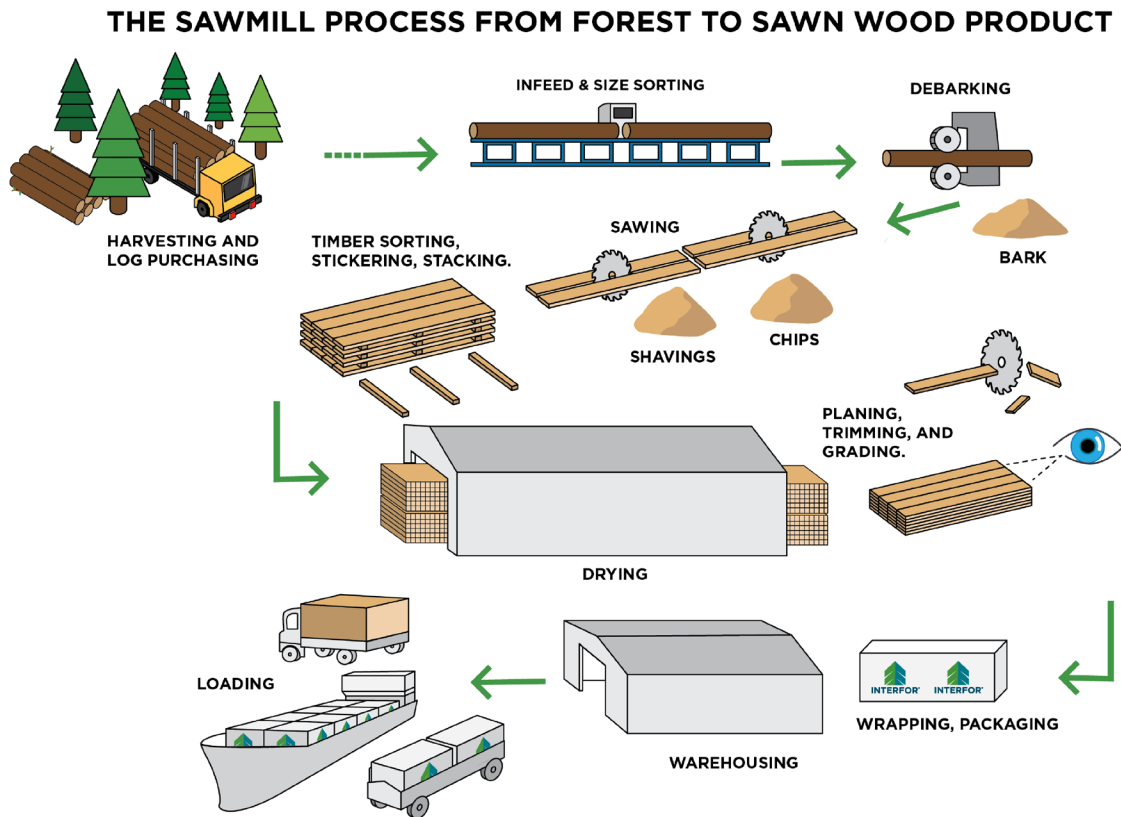 THE SAWMILL PROCESS FROM FOREST TO SAWN WOOD PRODUCT
INFEED & SIZE SORTING
DEBARKING
HARVESTING AND
LOG PURCHASING
TIMBER SORTING,
STICKERING, STACKING.
SAWING
BARK
SHAVINGS
CHIPS
PLANING,
TRIMMING, AND
GRADING.
DRYING
LOADING
WAREHOUSING
INTERFOR
INTERFOR
WRAPPING, PACKAGING